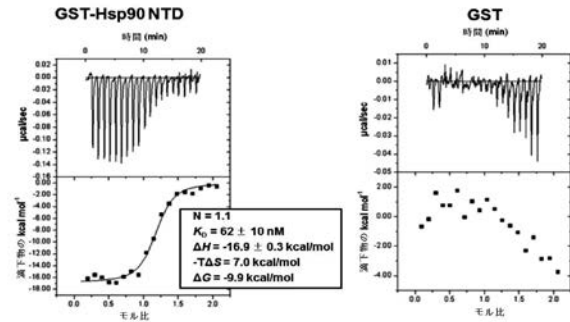 GST-Hsp90 NTD
時間 (min)
0 10 20
0.02
0.00
-0.02
-0.04
-0.06
-0.08
-0.10
-0.12
-0.14
-0.16
μcal/sec
0.00
-2.00
-4.00
-6.00
-8.00
-10.00
-12.00
-14.00
-16.00
-18.00
滴下物の kcal mol⁻¹
0.0 0.5 1.0 1.5 2.0
モル比
N = 1.1
K_D = 62 ± 10 nM
ΔH = -16.9 ± 0.3 kcal/mol
-TΔS = 7.0 kcal/mol
ΔG = -9.9 kcal/mol
GST
時間 (min)
0 10 20
0.01
0.00
-0.01
-0.02
-0.03
-0.04
-0.05
μcal/sec
2.00
0.00
-2.00
-4.00
滴下物の kcal mol⁻¹
0.0 0.5 1.0 1.5 2.0
モル比